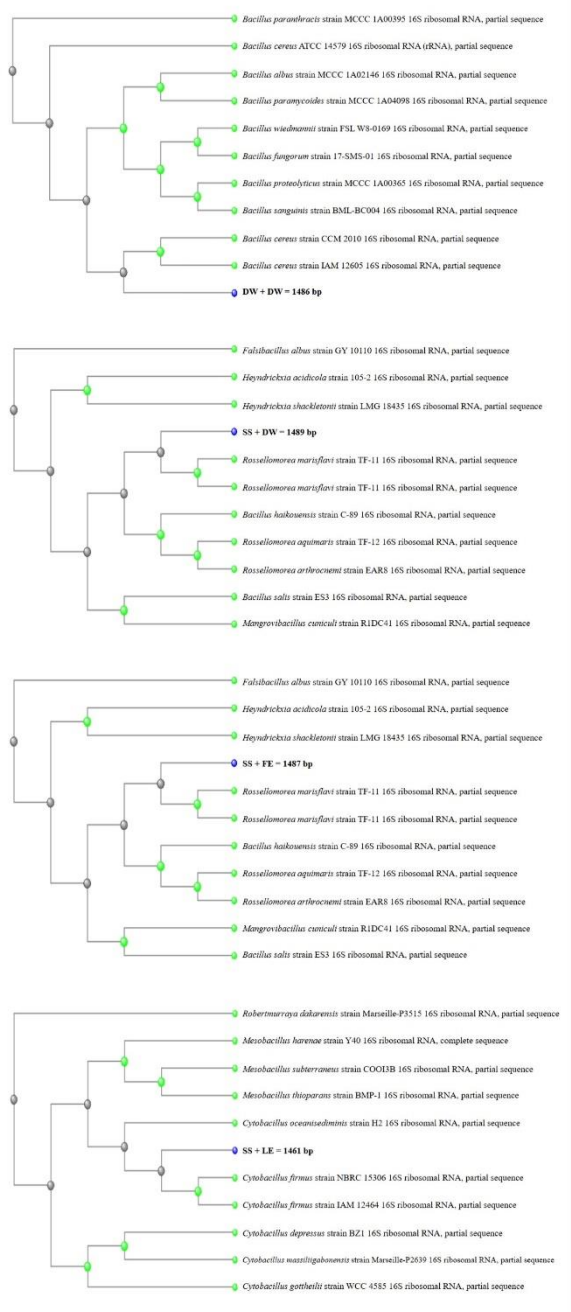 Bacillus paranthracis strain MCCC 1A00395 16S ribosomal RNA, partial sequence
Bacillus cereus ATCC 14579 16S ribosomal RNA (rRNA), partial sequence
Bacillus albus strain MCCC 1A02146 16S ribosomal RNA, partial sequence
Bacillus paramycoides strain MCCC 1A04098 16S ribosomal RNA, partial sequence
Bacillus wiedmannii strain FSL W8-0169 16S ribosomal RNA, partial sequence
Bacillus fungorum strain 17-SMS-01 16S ribosomal RNA, partial sequence
Bacillus proteolyticus strain MCCC 1A00365 16S ribosomal RNA, partial sequence
Bacillus sanguinis strain BML-BC004 16S ribosomal RNA, partial sequence
Bacillus cereus strain CCM 2010 16S ribosomal RNA, partial sequence
Bacillus cereus strain IAM 12605 16S ribosomal RNA, partial sequence
DW + DW = 1486 bp
Falsibacillus albus strain GY 10110 16S ribosomal RNA, partial sequence
Heyndrickxia acidicola strain 105-2 16S ribosomal RNA, partial sequence
Heyndrickxia shackletonii strain LMG 18435 16S ribosomal RNA, partial sequence
SS + DW = 1489 bp
Rossellomorea marisflavi strain TF-11 16S ribosomal RNA, partial sequence
Rossellomorea marisflavi strain TF-11 16S ribosomal RNA, partial sequence
Bacillus haikouensis strain C-89 16S ribosomal RNA, partial sequence
Rossellomorea aquimaris strain TF-12 16S ribosomal RNA, partial sequence
Rossellomorea arthrocnemi strain EAR8 16S ribosomal RNA, partial sequence
Bacillus salis strain ES3 16S ribosomal RNA, partial sequence
Mangrovibacillus cuniculi strain R1DC41 16S ribosomal RNA, partial sequence
Falsibacillus albus strain GY 10110 16S ribosomal RNA, partial sequence
Heyndrickxia acidicola strain 105-2 16S ribosomal RNA, partial sequence
Heyndrickxia shackletonii strain LMG 18435 16S ribosomal RNA, partial sequence
SS + FE = 1487 bp
Rossellomorea marisflavi strain TF-11 16S ribosomal RNA, partial sequence
Rossellomorea marisflavi strain TF-11 16S ribosomal RNA, partial sequence
Bacillus haikouensis strain C-89 16S ribosomal RNA, partial sequence
Rossellomorea aquimaris strain TF-12 16S ribosomal RNA, partial sequence
Rossellomorea arthrocnemi strain EAR8 16S ribosomal RNA, partial sequence
Mangrovibacillus cuniculi strain R1DC41 16S ribosomal RNA, partial sequence
Bacillus salis strain ES3 16S ribosomal RNA, partial sequence
Robertmurraya dakarensis strain Marseille-P3515 16S ribosomal RNA, partial sequence
Mesobacillus harenae strain Y40 16S ribosomal RNA, complete sequence
Mesobacillus subterraneus strain COOI3B 16S ribosomal RNA, partial sequence
Mesobacillus thioparans strain BMP-1 16S ribosomal RNA, partial sequence
Cytobacillus oceanisediminis strain H2 16S ribosomal RNA, partial sequence
SS + LE = 1461 bp
Cytobacillus firmus strain NBRC 15306 16S ribosomal RNA, partial sequence
Cytobacillus firmus strain IAM 12464 16S ribosomal RNA, partial sequence
Cytobacillus depressus strain BZ1 16S ribosomal RNA, partial sequence
Cytobacillus massiliigabonensis strain Marseille-P2639 16S ribosomal RNA, partial sequence
Cytobacillus gottheilii strain WCC 4585 16S ribosomal RNA, partial sequence